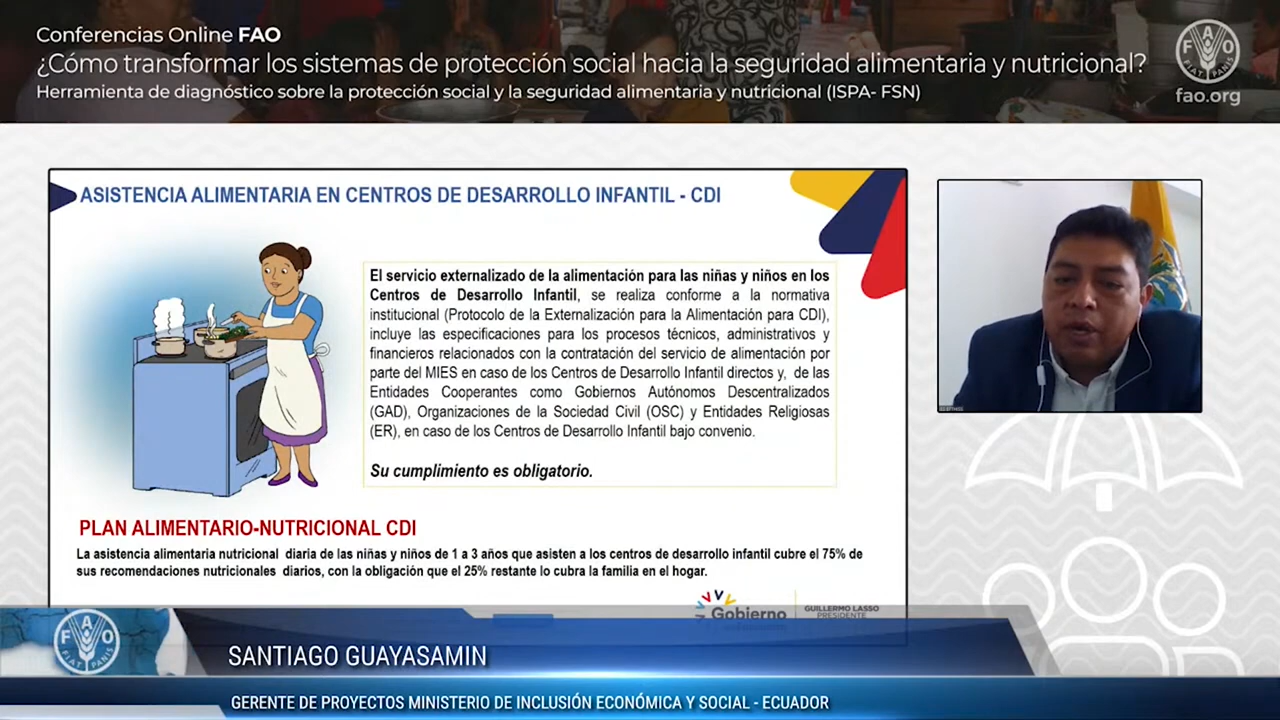 Conferencias Online FAO
¿Cómo transformar los sistemas de protección social hacia la seguridad alimentaria y nutricional?
Herramienta de diagnóstico sobre la protección social y la seguridad alimentaria y nutricional (ISPA- FSN)
FAO
FIAT PANIS
fao.org
ASISTENCIA ALIMENTARIA EN CENTROS DE DESARROLLO INFANTIL - CDI
El servicio externalizado de la alimentación para las niñas y niños en los
Centros de Desarrollo Infantil, se realiza conforme a la normativa
institucional (Protocolo de la Externalización para la Alimentación para CDI),
incluye las especificaciones para los procesos técnicos, administrativos y
financieros relacionados con la contratación del servicio de alimentación por
parte del MIES en caso de los Centros de Desarrollo Infantil directos y, de las
Entidades Cooperantes como Gobiernos Autónomos Descentralizados
(GAD), Organizaciones de la Sociedad Civil (OSC) y Entidades Religiosas
(ER), en caso de los Centros de Desarrollo Infantil bajo convenio.
Su cumplimiento es obligatorio.
PLAN ALIMENTARIO-NUTRICIONAL CDI
La asistencia alimentaria nutricional diaria de las niñas y niños de 1 a 3 años que asisten a los centros de desarrollo infantil cubre el 75% de
sus recomendaciones nutricionales diarios, con la obligación que el 25% restante lo cubra la familia en el hogar.
Gobierno
GUILLERMO LASSO
PRESIDENTE
FAO
FIAT PANIS
SANTIAGO GUAYASAMIN
GERENTE DE PROYECTOS MINISTERIO DE INCLUSIÓN ECONÓMICA Y SOCIAL - ECUADOR